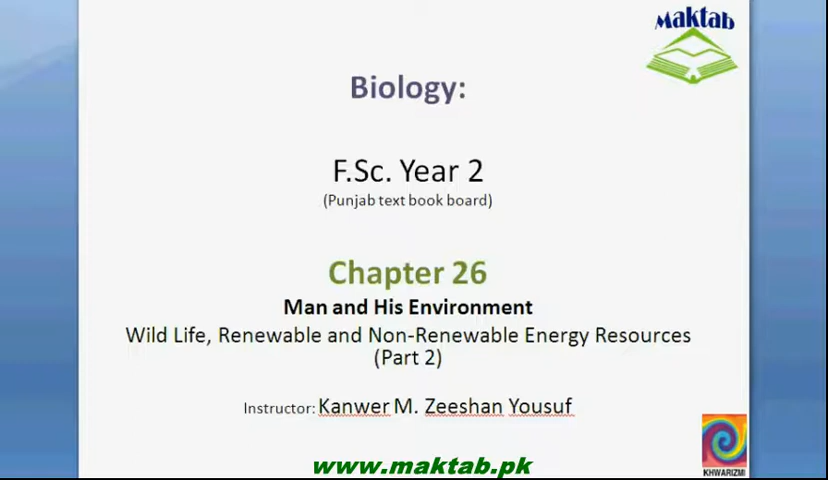 Maktab
Biology:
F.Sc. Year 2
(Punjab text book board)
Chapter 26
Man and His Environment
Wild Life, Renewable and Non-Renewable Energy Resources
(Part 2)
Instructor: Kanwer M. Zeeshan Yousuf
KHWARIZMI
www.maktab.pk